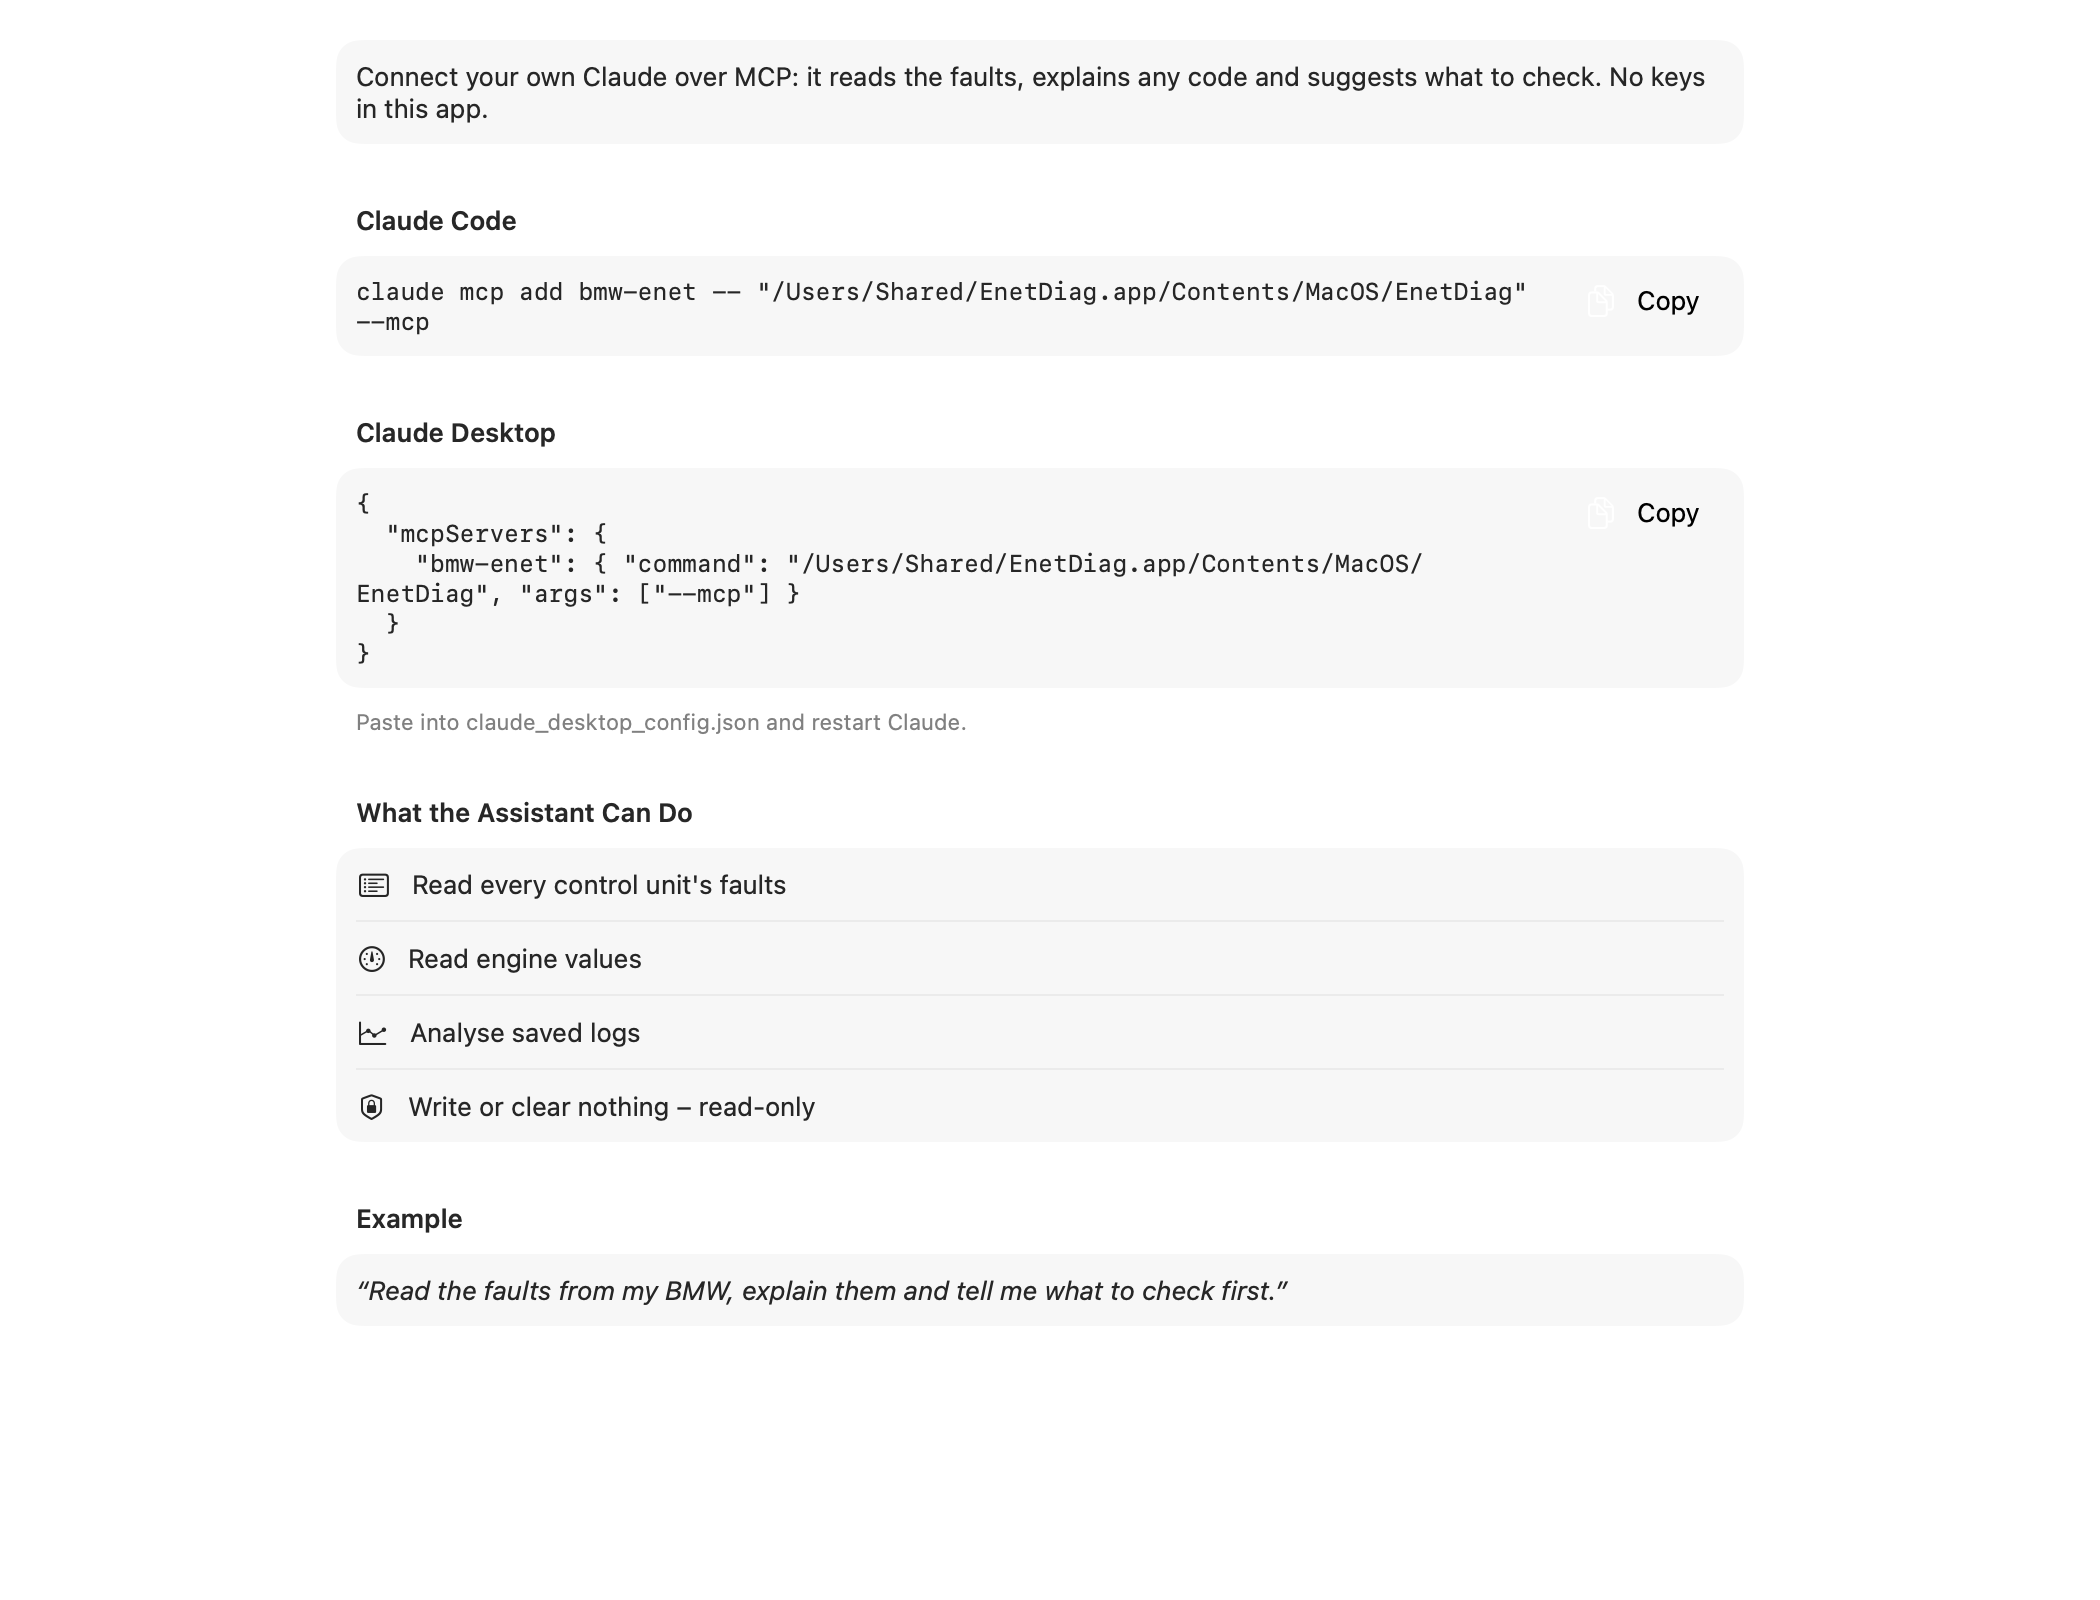 Connect your own Claude over MCP: it reads the faults, explains any code and suggests what to check. No keys
in this app.
Claude Code
claude mcp add bmw-enet -- "/Users/Shared/EnetDiag.app/Contents/MacOS/EnetDiag"
--mcp
Copy
Claude Desktop
{
  "mcpServers": {
    "bmw-enet": { "command": "/Users/Shared/EnetDiag.app/Contents/MacOS/
EnetDiag", "args": ["--mcp"] }
  }
}
Copy
Paste into claude_desktop_config.json and restart Claude.
What the Assistant Can Do
Read every control unit's faults
Read engine values
Analyse saved logs
Write or clear nothing – read-only
Example
“Read the faults from my BMW, explain them and tell me what to check first.”